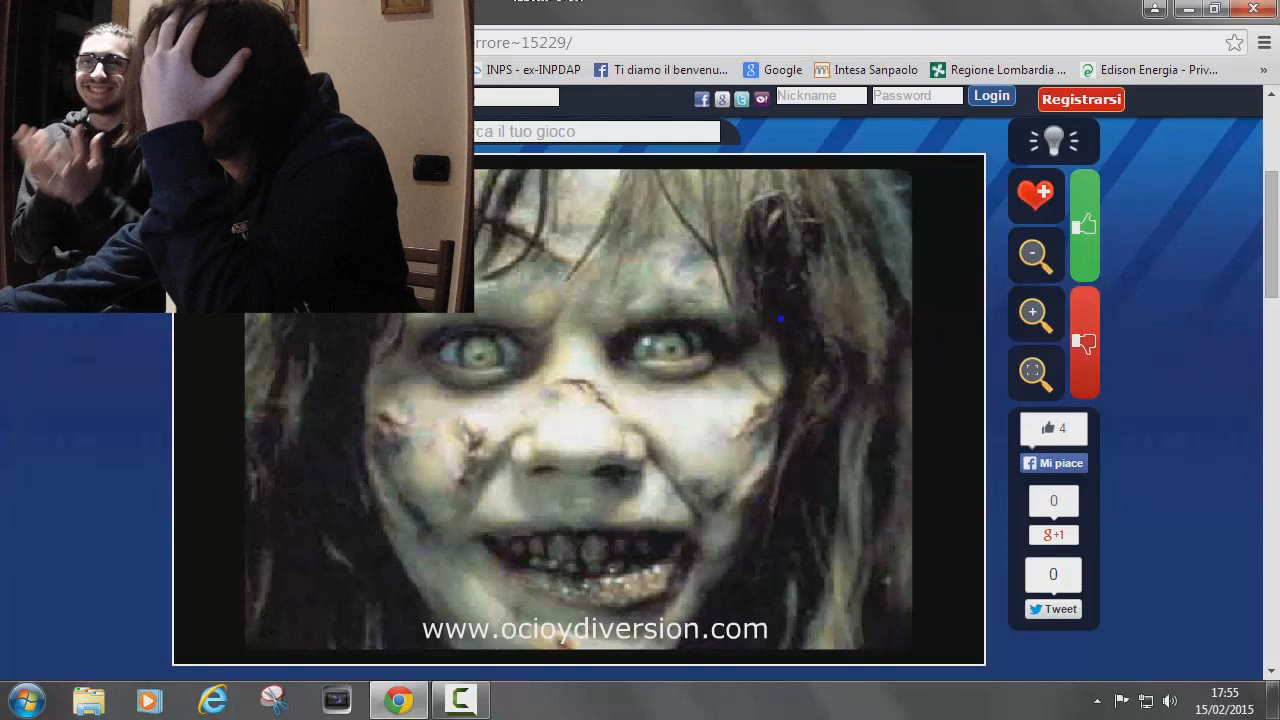 errore~15229/
INPS - Ex INPDAP
Ti diamo il benvenu...
Google
Intesa Sanpaolo
Regione Lombardia ...
Edison Energia - Priv...
»
Nickname
Password
Login
Registrarsi
rca il tuo gioco
4
Mi piace
0
g+1
0
Tweet
www.ocioydiversion.com
17:55
15/02/2015